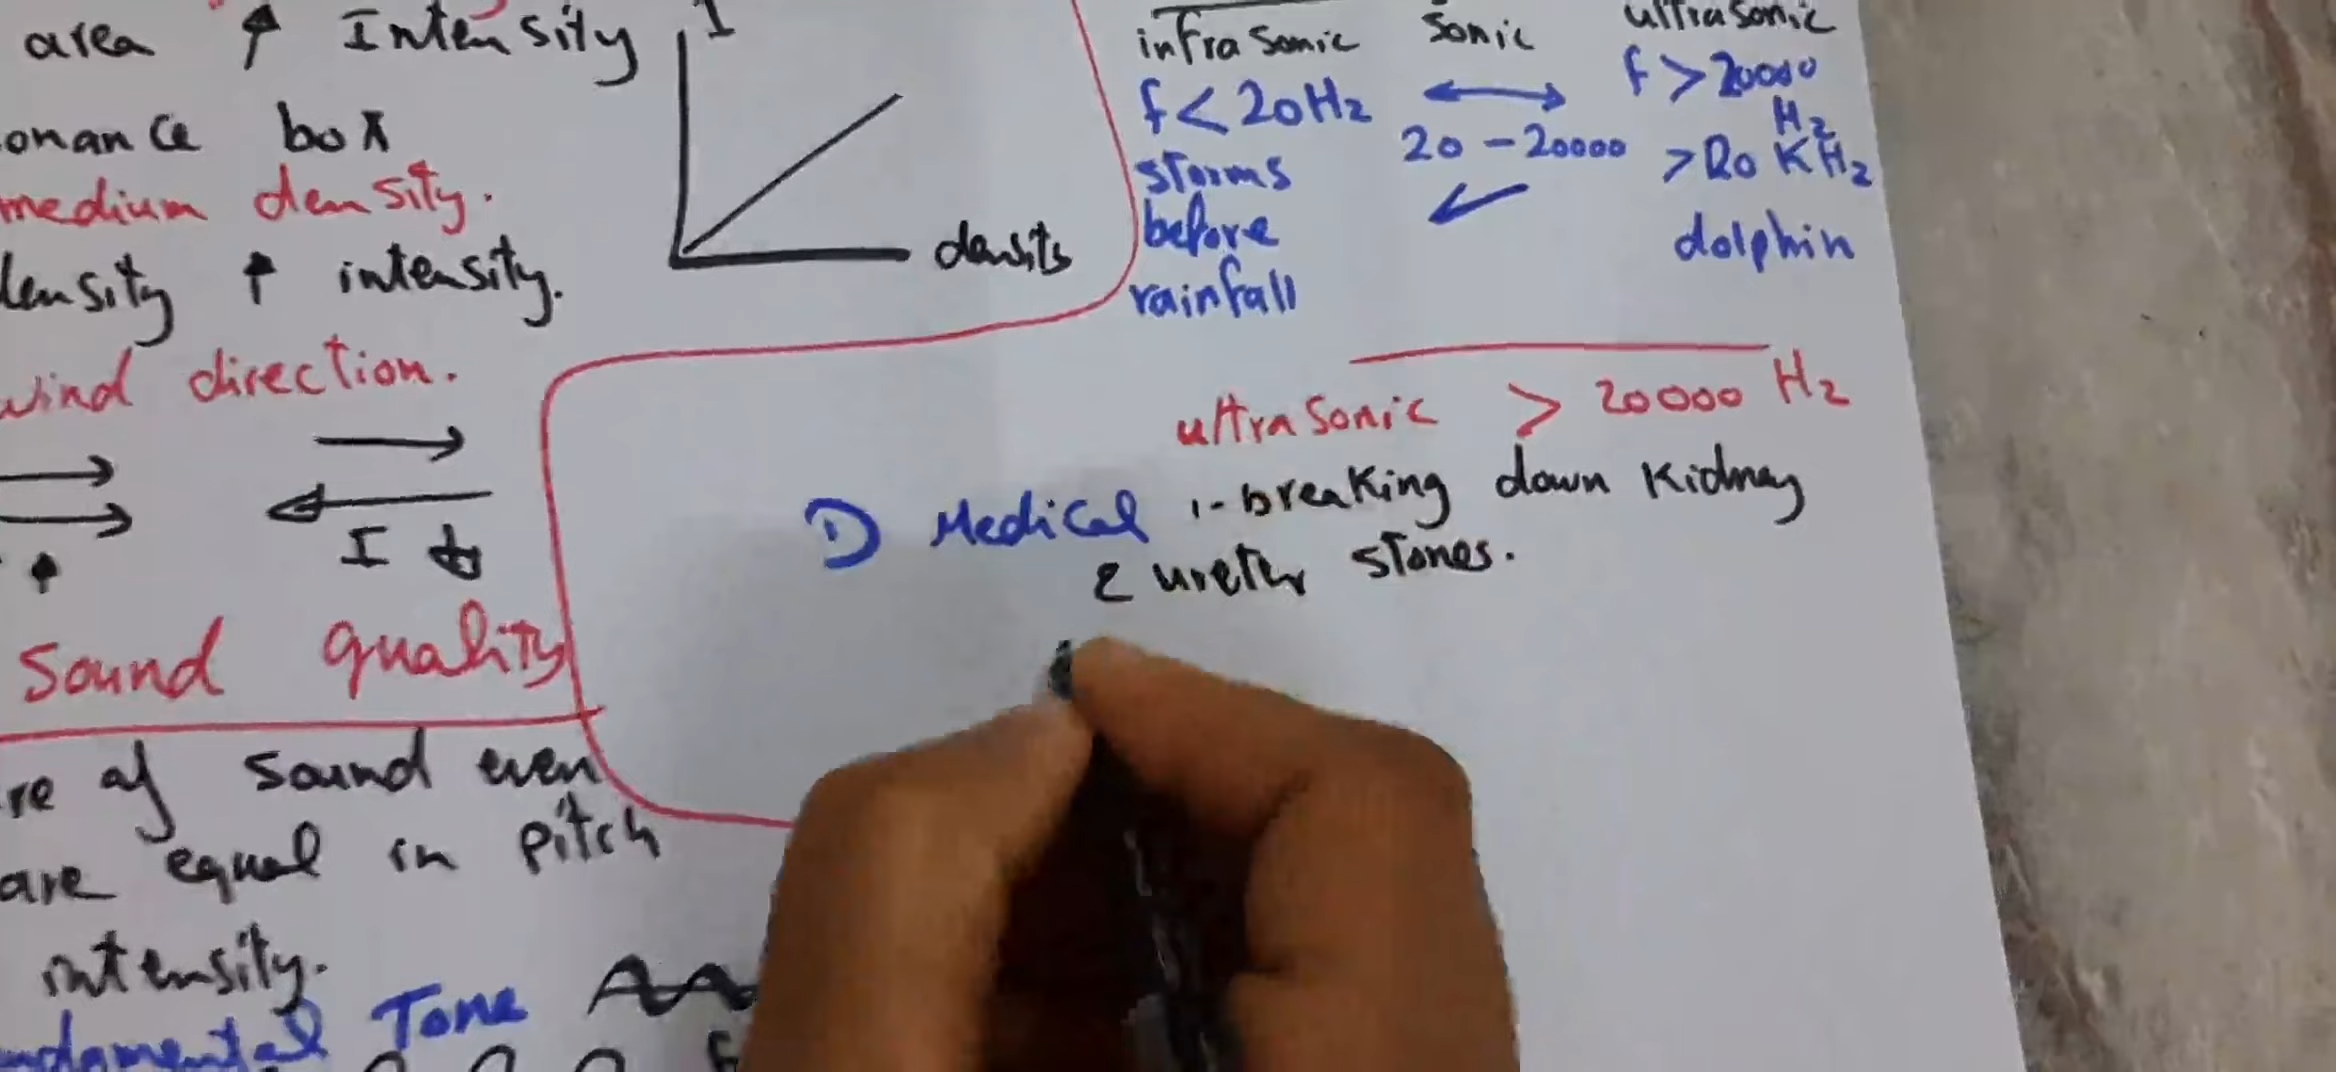 area ↑ Intensity
onance box
medium density.
density ↑ intensity.
wind direction.
I
density
infrasonic
f < 20 Hz
storms
before
rainfall
sonic
20 - 20000
ultrasonic
f > 20000
Hz
> 20 KHz
dolphin
ultrasonic > 20000 Hz
1) Medical 1- breaking down Kidney
& ureter stones.
I
sound quality
re of sound even
are equal in pitch
intensity.
ndamental Tone